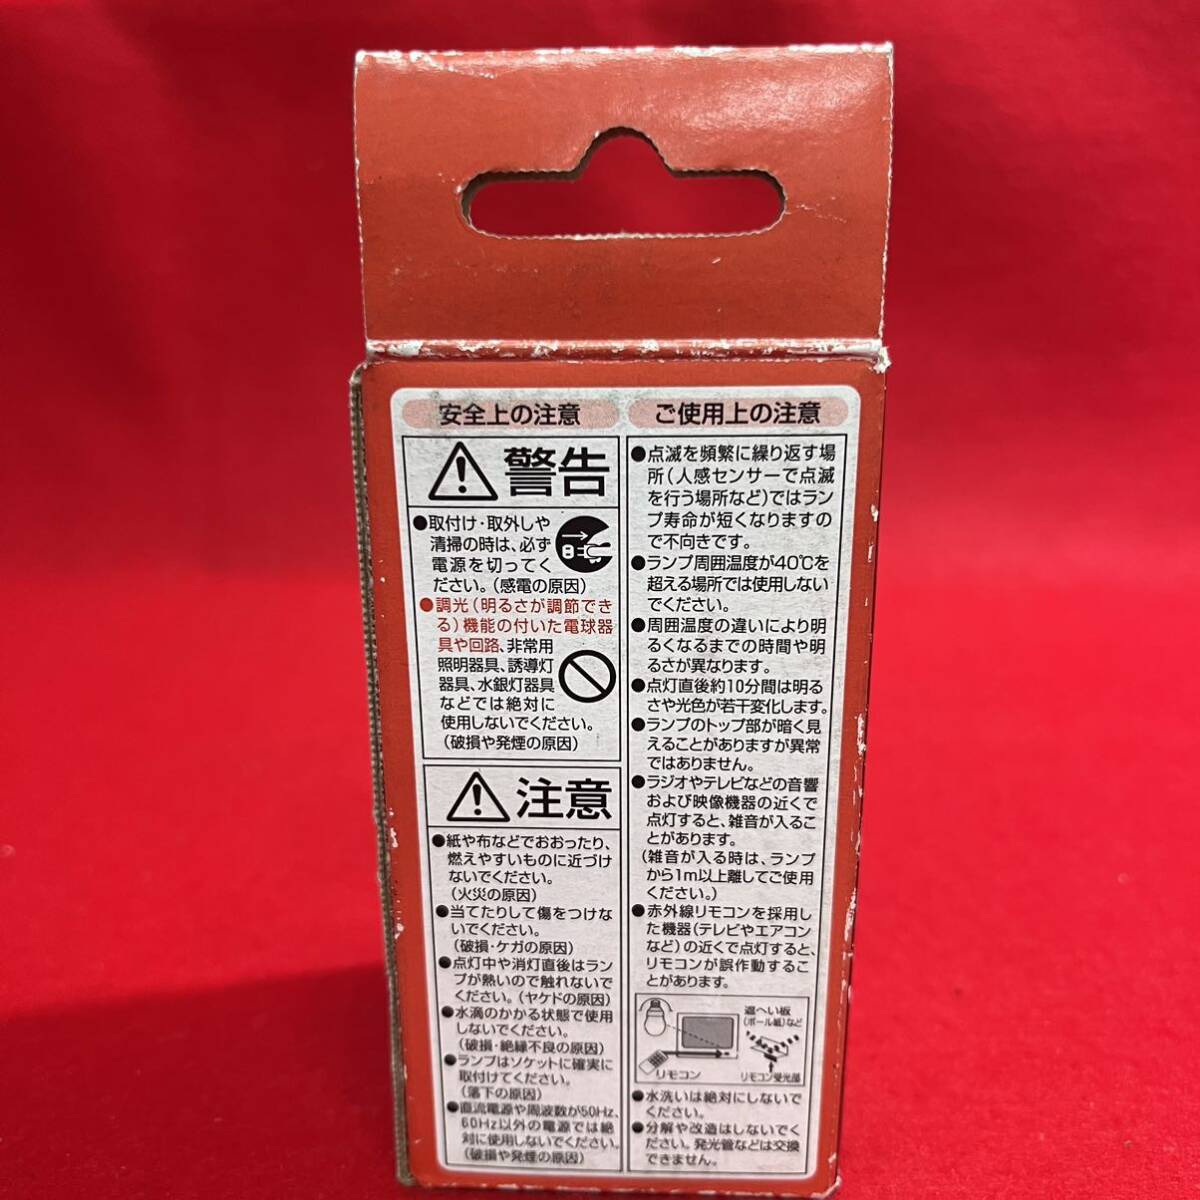 安全上の注意
警告
●取付け・取外しや
清掃の時は、必ず
電源を切ってく
ださい。(感電の原因)
●調光(明るさが調節でき
る)機能の付いた電球器
具や回路、非常用
照明器具、誘導灯
器具、水銀灯器具
などでは絶対に
使用しないでください。
(破損や発煙の原因)
注意
●紙や布などでおおったり、
燃えやすいものに近づけ
ないでください。
(火災の原因)
●当てたりして傷をつけな
いでください。
(破損・ケガの原因)
●点灯中や消灯直後はラン
プが熱いので触れないで
ください。(ヤケドの原因)
●水滴のかかる状態で使用
しないでください。
(破損・絶縁不良の原因)
●ランプはソケットに確実に
取付けてください。
(落下の原因)
●直流電源や周波数が50Hz、
60Hz以外の電源では絶
対に使用しないでください。
(破損や発煙の原因)
ご使用上の注意
●点滅を頻繁に繰り返す場
所(人感センサーで点滅
を行う場所など)ではラン
プ寿命が短くなりますの
で不向きです。
●ランプ周囲温度が40℃を
超える場所では使用しない
でください。
●周囲温度の違いにより明
るくなるまでの時間や明
るさが異なります。
●点灯直後約10分間は明る
さや光色が若干変化します。
●ランプのトップ部が暗く見
えることがありますが異常
ではありません。
●ラジオやテレビなどの音響
および映像機器の近くで
点灯すると、雑音が入るこ
とがあります。
(雑音が入る時は、ランプ
から1m以上離してご使用
ください。)
●赤外線リモコンを採用し
た機器(テレビやエアコン
など)の近くで点灯すると、
リモコンが誤作動するこ
とがあります。
遮へい板
(ボール紙)など
リモコン
リモコン受光部
●水洗いは絶対にしないで
ください。
●分解や改造はしないでく
ださい。発光管などは交換
できません。